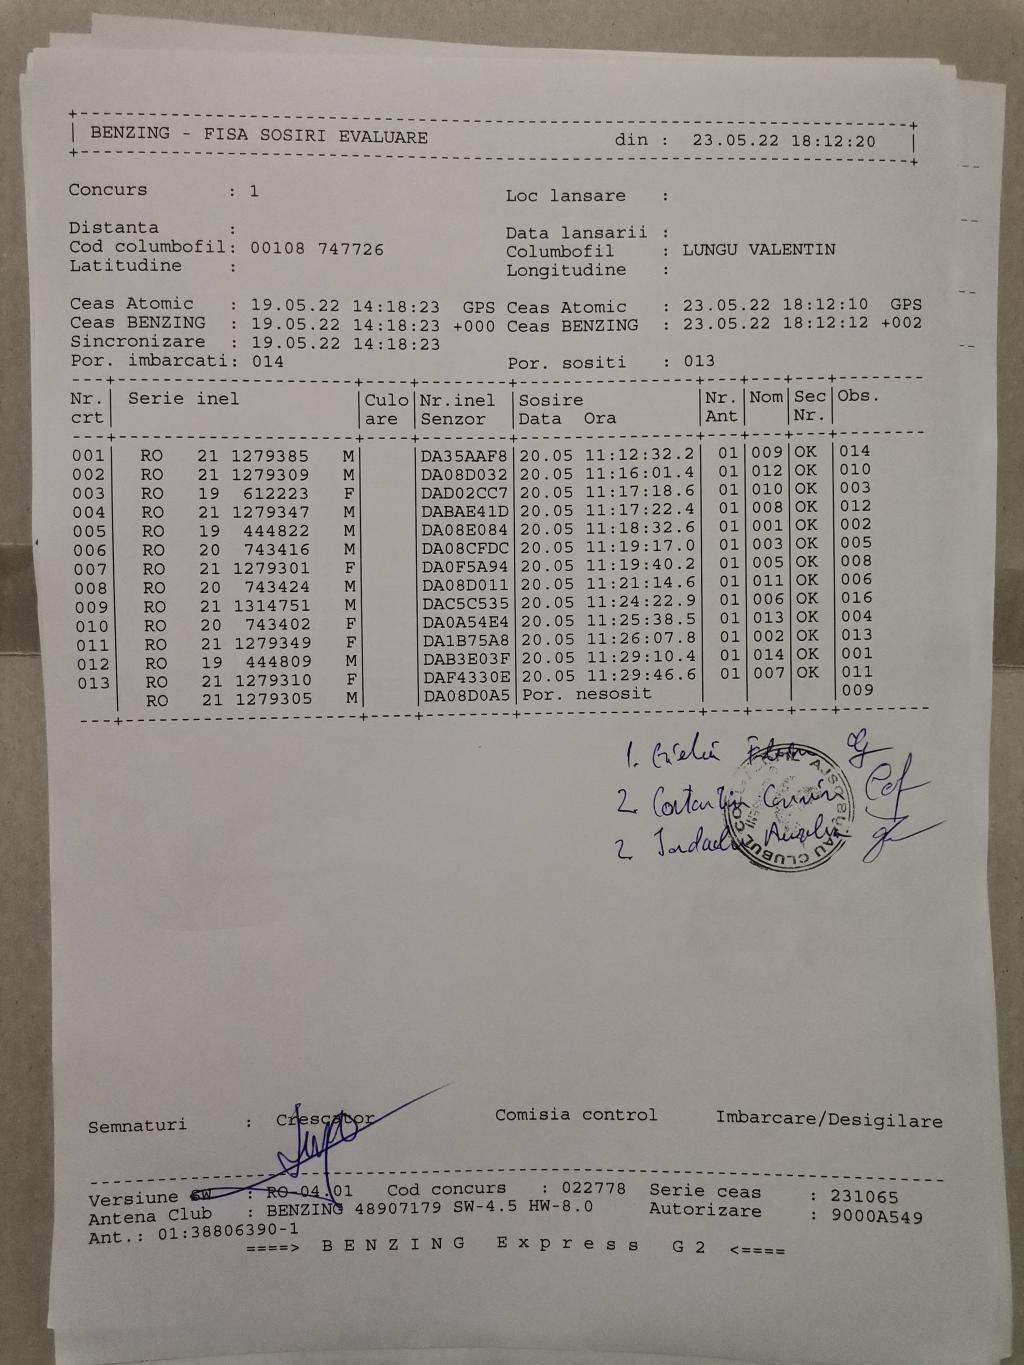 BENZING - FISA SOSIRI EVALUARE din : 23.05.22 18:12:20
Concurs : 1 Loc lansare :
Distanta : Data lansarii :
Cod columbofil: 00108 747726 Columbofil : LUNGU VALENTIN
Latitudine : Longitudine :
Ceas Atomic : 19.05.22 14:18:23 GPS Ceas Atomic : 23.05.22 18:12:10 GPS
Ceas BENZING : 19.05.22 14:18:23 +000 Ceas BENZING : 23.05.22 18:12:12 +002
Sincronizare : 19.05.22 14:18:23
Por. imbarcati: 014 Por. sositi : 013
Nr. Serie inel Culo Nr.inel Sosire Nr. Nom Sec Obs.
crt are Senzor Data Ora Ant Nr.
001 RO 21 1279385 M DA35AAF8 20.05 11:12:32.2 01 009 OK 014
002 RO 21 1279309 M DA08D032 20.05 11:16:01.4 01 012 OK 010
003 RO 19 612223 F DAD02CC7 20.05 11:17:18.6 01 010 OK 003
004 RO 21 1279347 M DABAE41D 20.05 11:17:22.4 01 008 OK 012
005 RO 19 444822 M DA08E084 20.05 11:18:32.6 01 001 OK 002
006 RO 20 743416 M DA08CFDC 20.05 11:19:17.0 01 003 OK 005
007 RO 21 1279301 F DA0F5A94 20.05 11:19:40.2 01 005 OK 008
008 RO 20 743424 M DA08D011 20.05 11:21:14.6 01 011 OK 006
009 RO 21 1314751 M DAC5C535 20.05 11:24:22.9 01 006 OK 016
010 RO 20 743402 F DA0A54E4 20.05 11:25:38.5 01 013 OK 004
011 RO 21 1279349 F DA1B75A8 20.05 11:26:07.8 01 002 OK 013
012 RO 19 444809 M DAB3E03F 20.05 11:29:10.4 01 014 OK 001
013 RO 21 1279310 F DAF4330E 20.05 11:29:46.6 01 007 OK 011
RO 21 1279305 M DA08D0A5 Por. nesosit 009
1.
2.
2
Semnaturi : Crescator Comisia control Imbarcare/Desigilare
Versiune SW : RO-04.01 Cod concurs : 022778 Serie ceas : 231065
Antena Club : BENZING 48907179 SW-4.5 HW-8.0 Autorizare : 9000A549
Ant.: 01:38806390-1
====> BENZING Express G2 <====